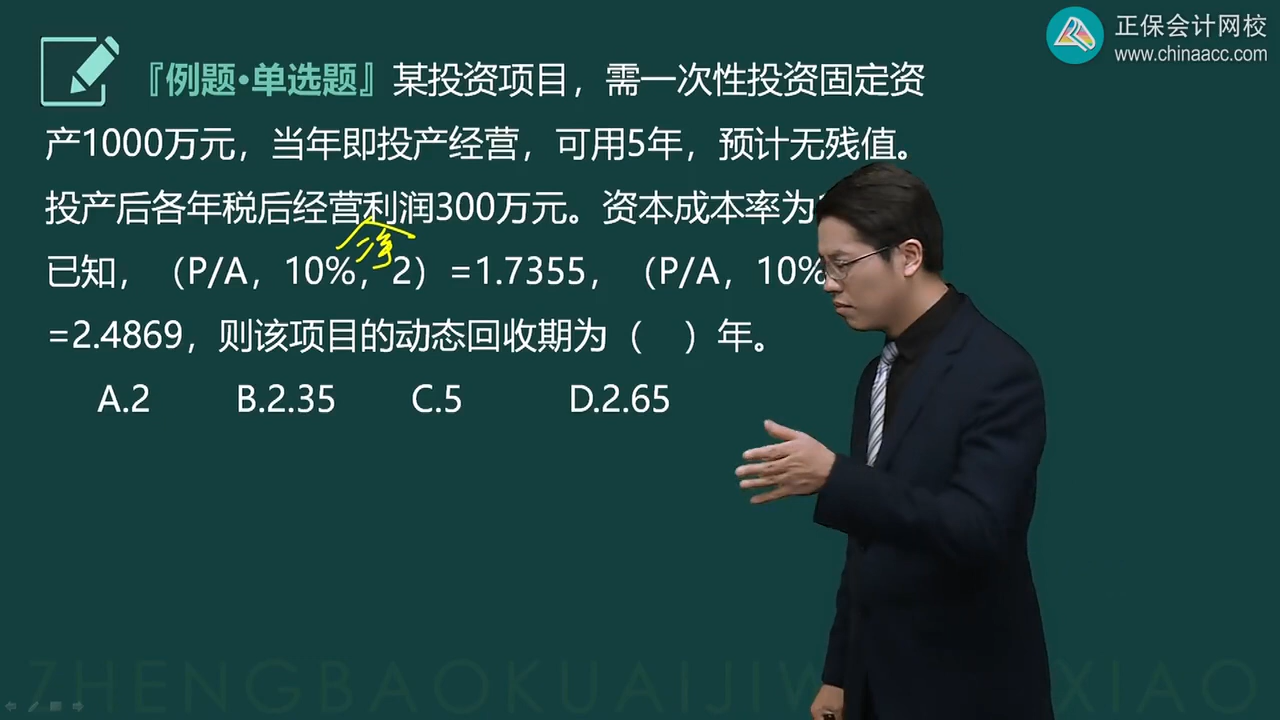 正保会计网校
www.chinaacc.com
『例题·单选题』某投资项目，需一次性投资固定资
产1000万元，当年即投产经营，可用5年，预计无残值。
投产后各年税后经营利润300万元。资本成本率为
净
已知，（P/A，10%，2）=1.7355，（P/A，10%
=2.4869，则该项目的动态回收期为（ ）年。
A.2 B.2.35 C.5 D.2.65
ZHENGBAOKUAIJIW XIAO